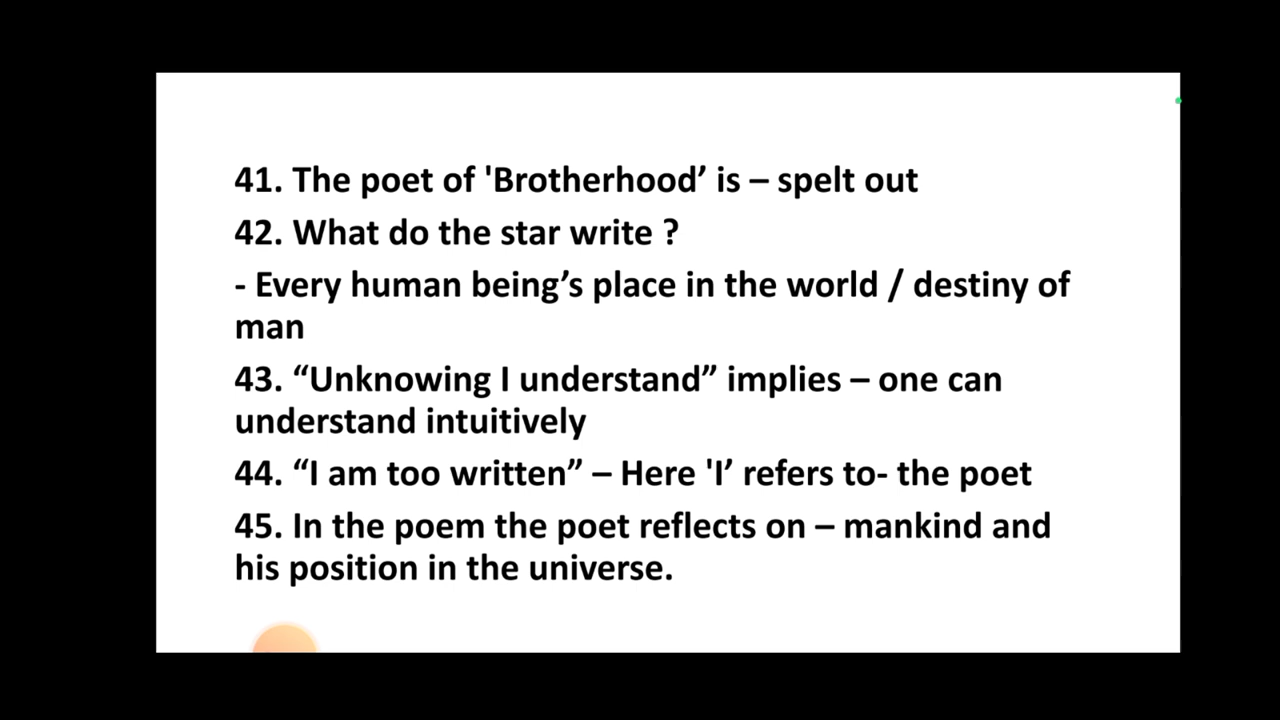 41. The poet of 'Brotherhood’ is – spelt out
42. What do the star write ?
- Every human being’s place in the world / destiny of
man
43. “Unknowing I understand” implies – one can
understand intuitively
44. “I am too written” – Here 'I’ refers to- the poet
45. In the poem the poet reflects on – mankind and
his position in the universe.